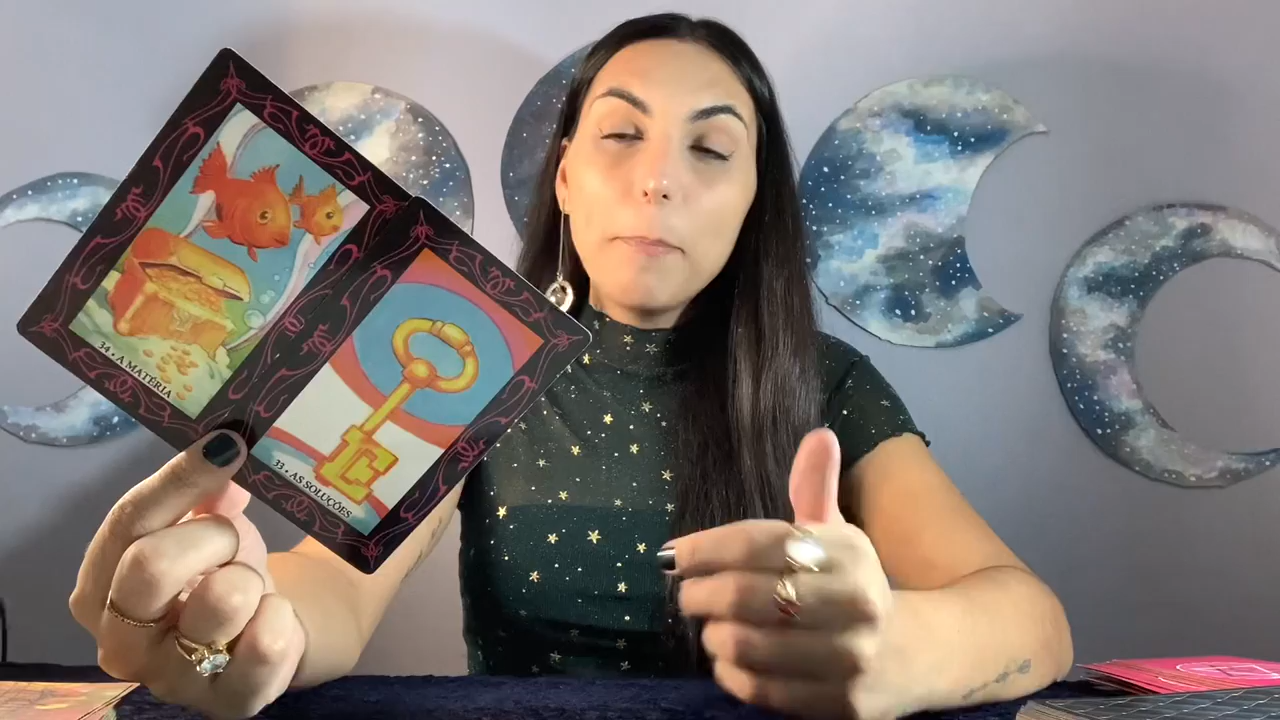 34 • A MATÉRIA
33 • AS SOLUÇÕES